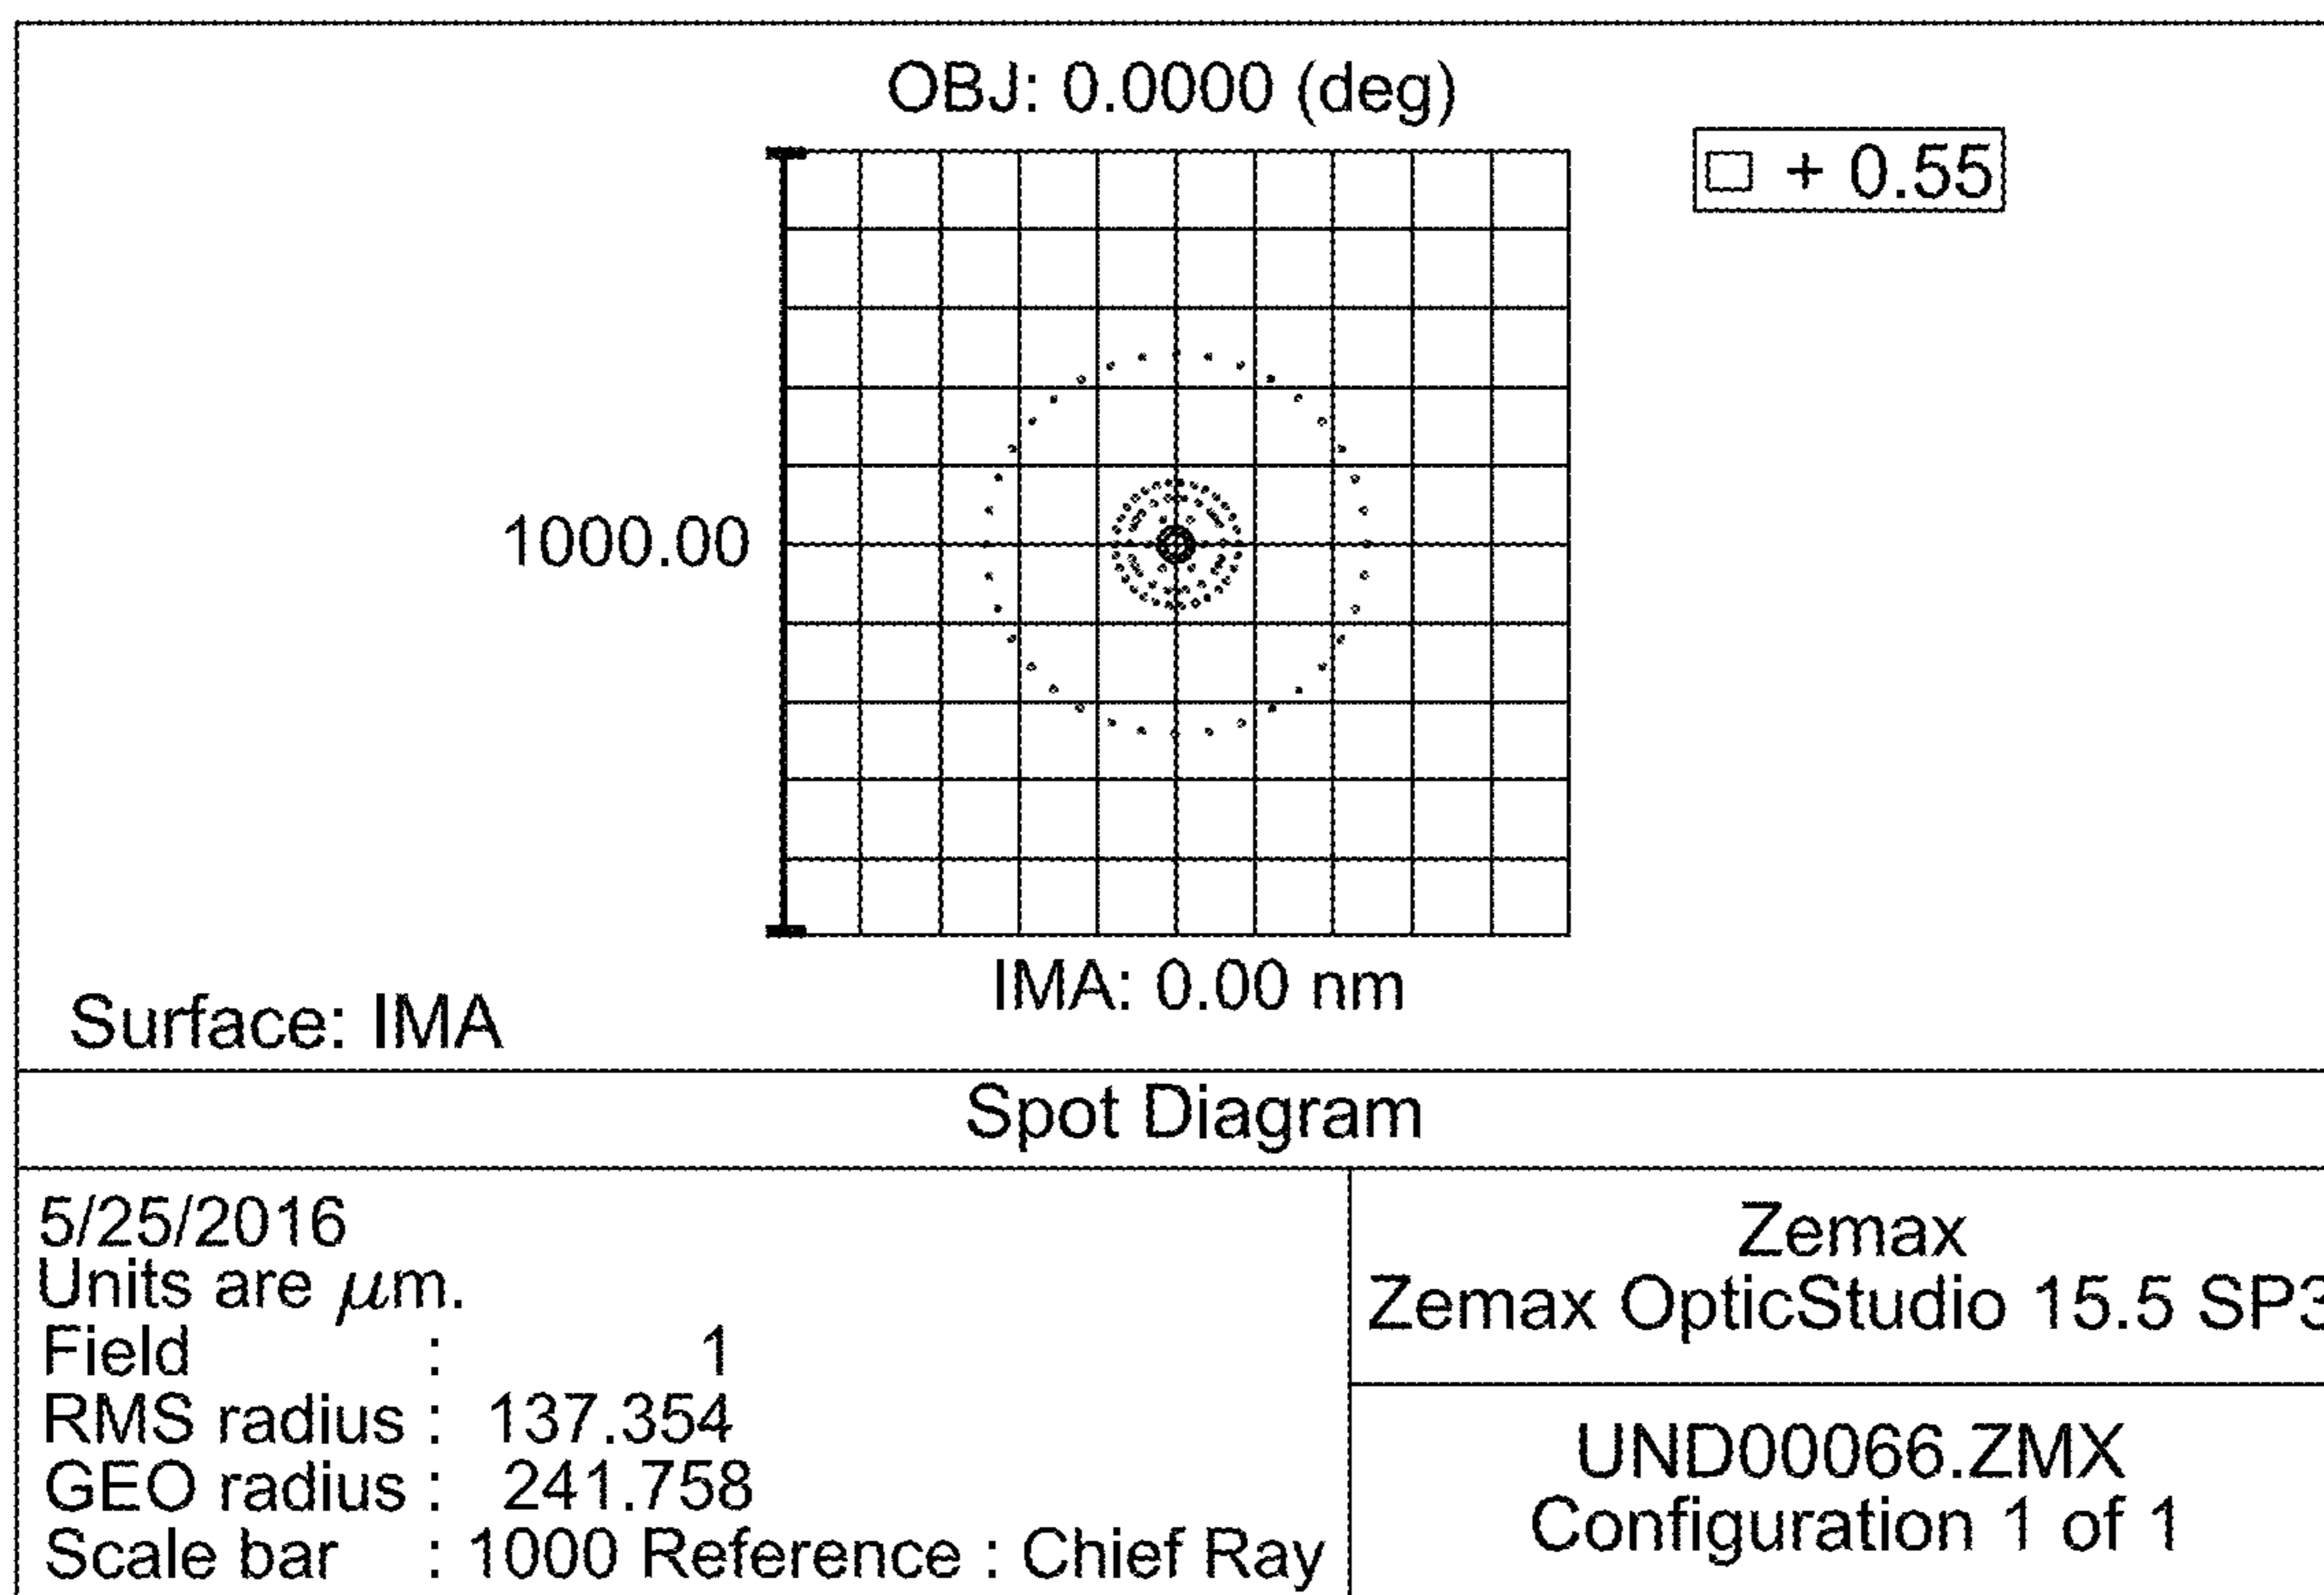 OBJ: 0.0000 (deg)
□ + 0.55
1000.00
IMA: 0.00 nm
Surface: IMA
Spot Diagram
5/25/2016
Units are μm.
Field : 1
RMS radius : 137.354
GEO radius : 241.758
Scale bar : 1000 Reference : Chief Ray
Zemax
Zemax OpticStudio 15.5 SP3
UND00066.ZMX
Configuration 1 of 1